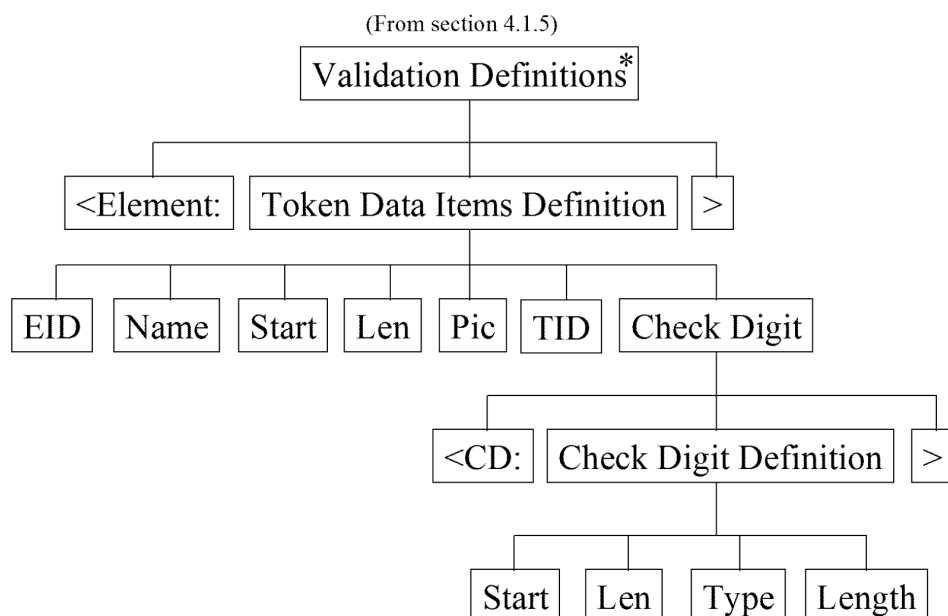 (From section 4.1.5)
Validation Definitions*
<Element: Token Data Items Definition >
EID Name Start Len Pic TID Check Digit
<CD: Check Digit Definition >
Start Len Type Length